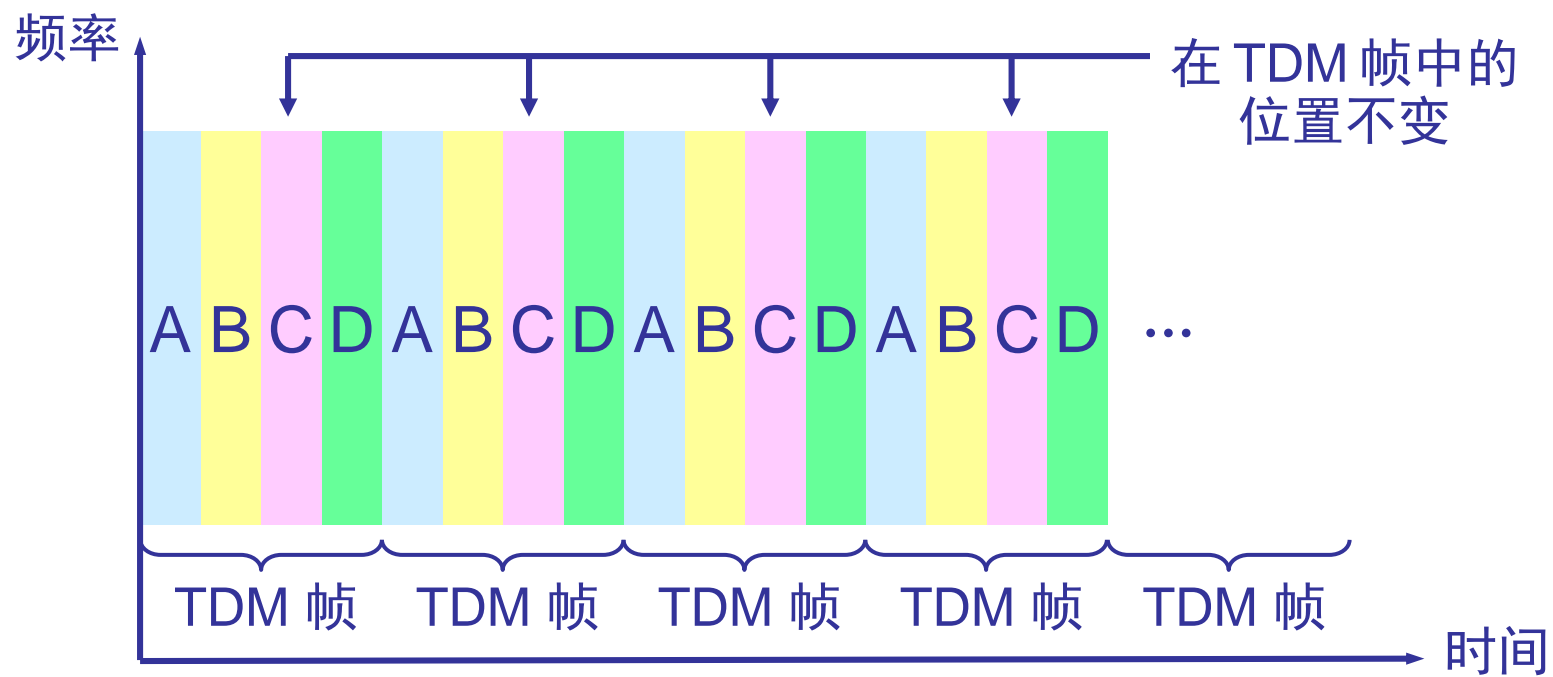 频率
在 TDM 帧中的
位置不变
A B C D A B C D A B C D A B C D …
TDM 帧 TDM 帧 TDM 帧 TDM 帧 TDM 帧
时间